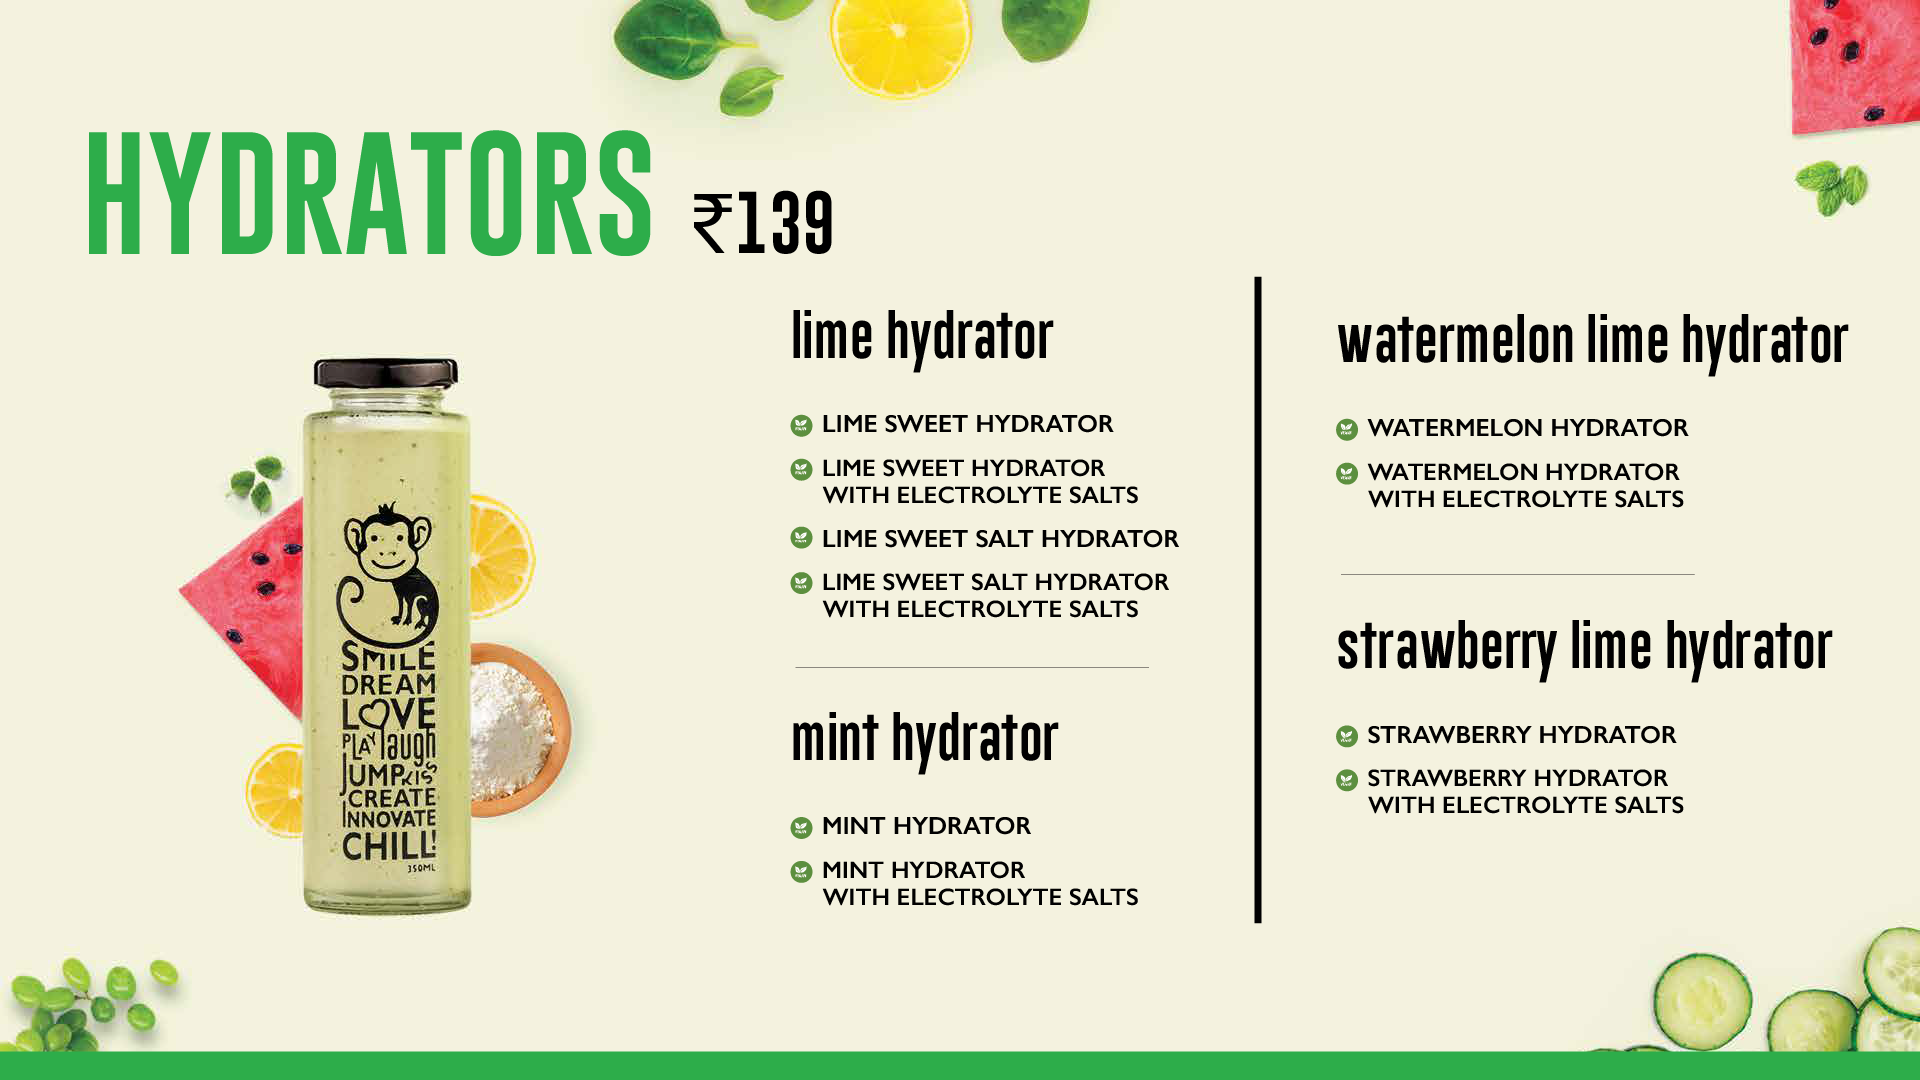 HYDRATORS ₹139
lime hydrator
LIME SWEET HYDRATOR
LIME SWEET HYDRATOR
WITH ELECTROLYTE SALTS
LIME SWEET SALT HYDRATOR
LIME SWEET SALT HYDRATOR
WITH ELECTROLYTE SALTS
mint hydrator
MINT HYDRATOR
MINT HYDRATOR
WITH ELECTROLYTE SALTS
watermelon lime hydrator
WATERMELON HYDRATOR
WATERMELON HYDRATOR
WITH ELECTROLYTE SALTS
strawberry lime hydrator
STRAWBERRY HYDRATOR
STRAWBERRY HYDRATOR
WITH ELECTROLYTE SALTS
SMILE
DREAM
LOVE
PLAY laugh
JUMP KISS
CREATE
INNOVATE
CHILL!
350ML